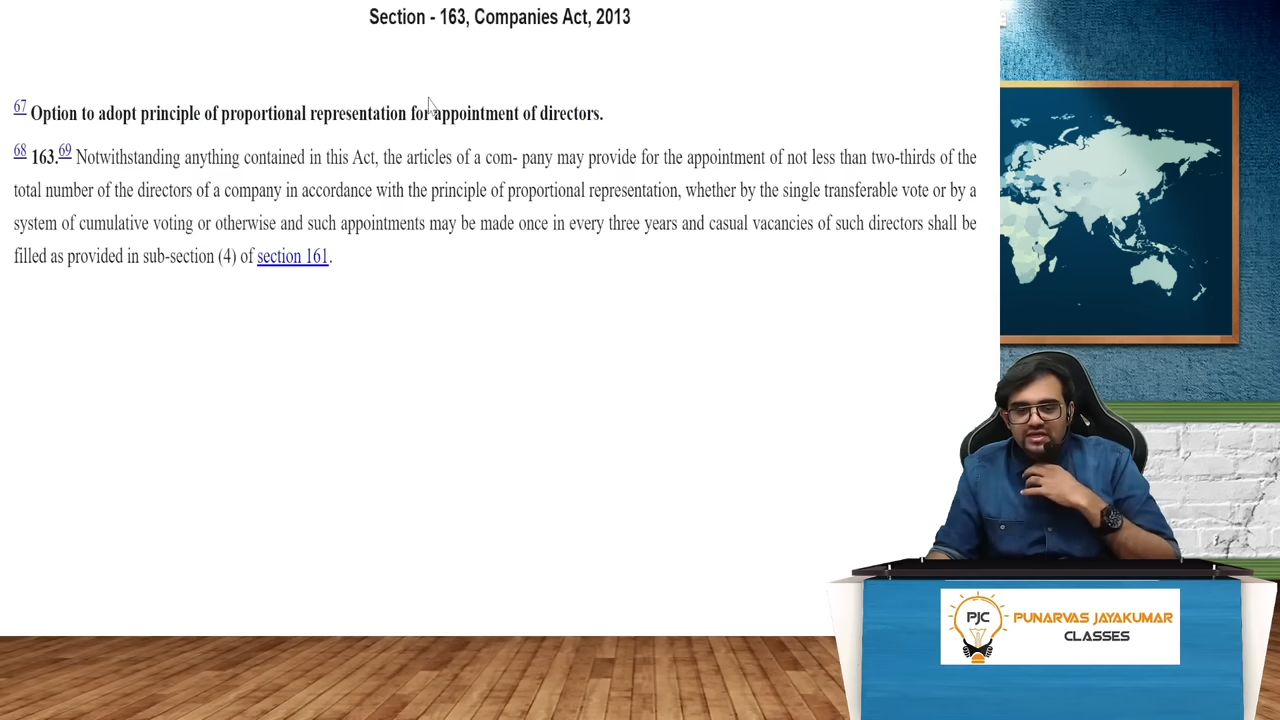 Section - 163, Companies Act, 2013
67 Option to adopt principle of proportional representation for appointment of directors.
68 163.69 Notwithstanding anything contained in this Act, the articles of a com- pany may provide for the appointment of not less than two-thirds of the
total number of the directors of a company in accordance with the principle of proportional representation, whether by the single transferable vote or by a
system of cumulative voting or otherwise and such appointments may be made once in every three years and casual vacancies of such directors shall be
filled as provided in sub-section (4) of section 161.
PJC
PUNARVAS JAYAKUMAR
CLASSES